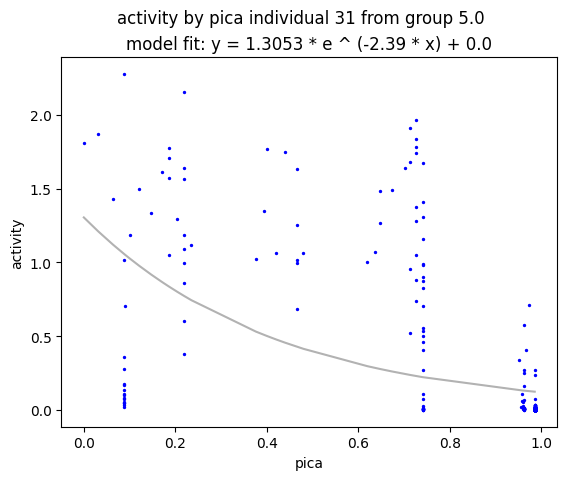 activity by pica individual 31 from group 5.0
model fit: y = 1.3053 * e ^ (-2.39 * x) + 0.0
2.0
1.5
1.0
0.5
0.0
activity
0.0 0.2 0.4 0.6 0.8 1.0
pica